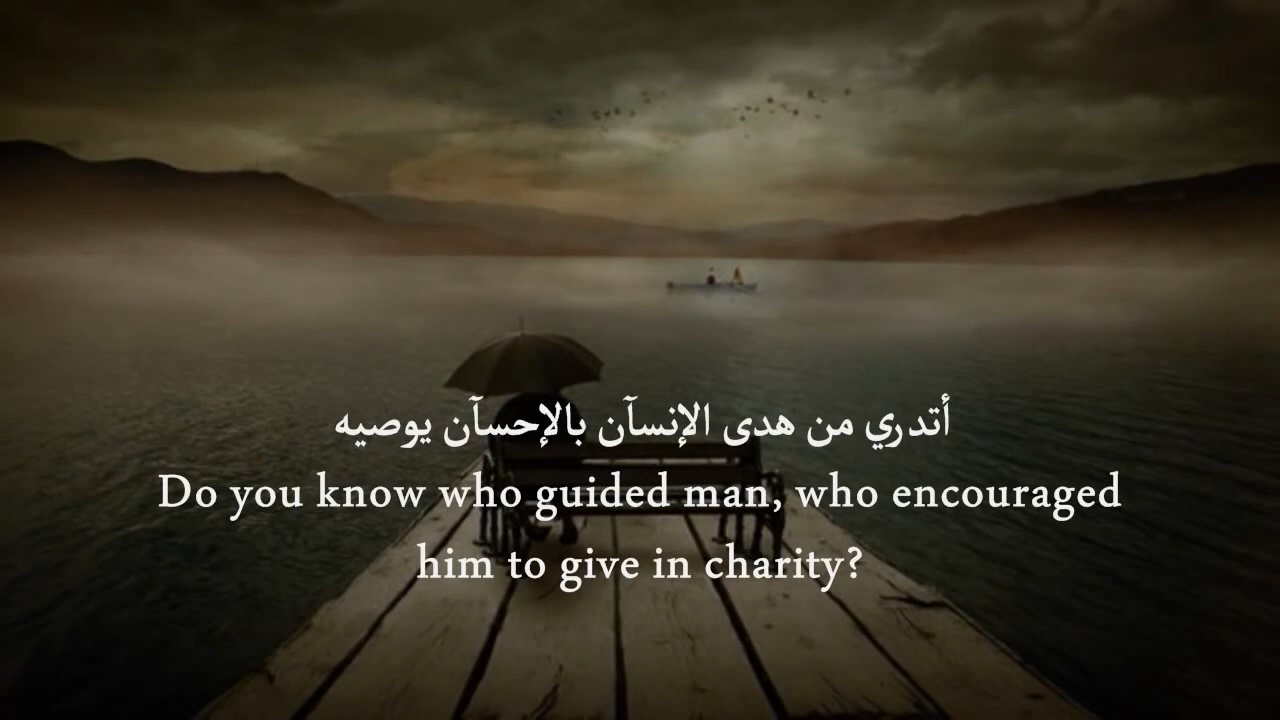 أتدري من هدى الإنسآن بالإحسآن يوصيه
Do you know who guided man, who encouraged
him to give in charity?